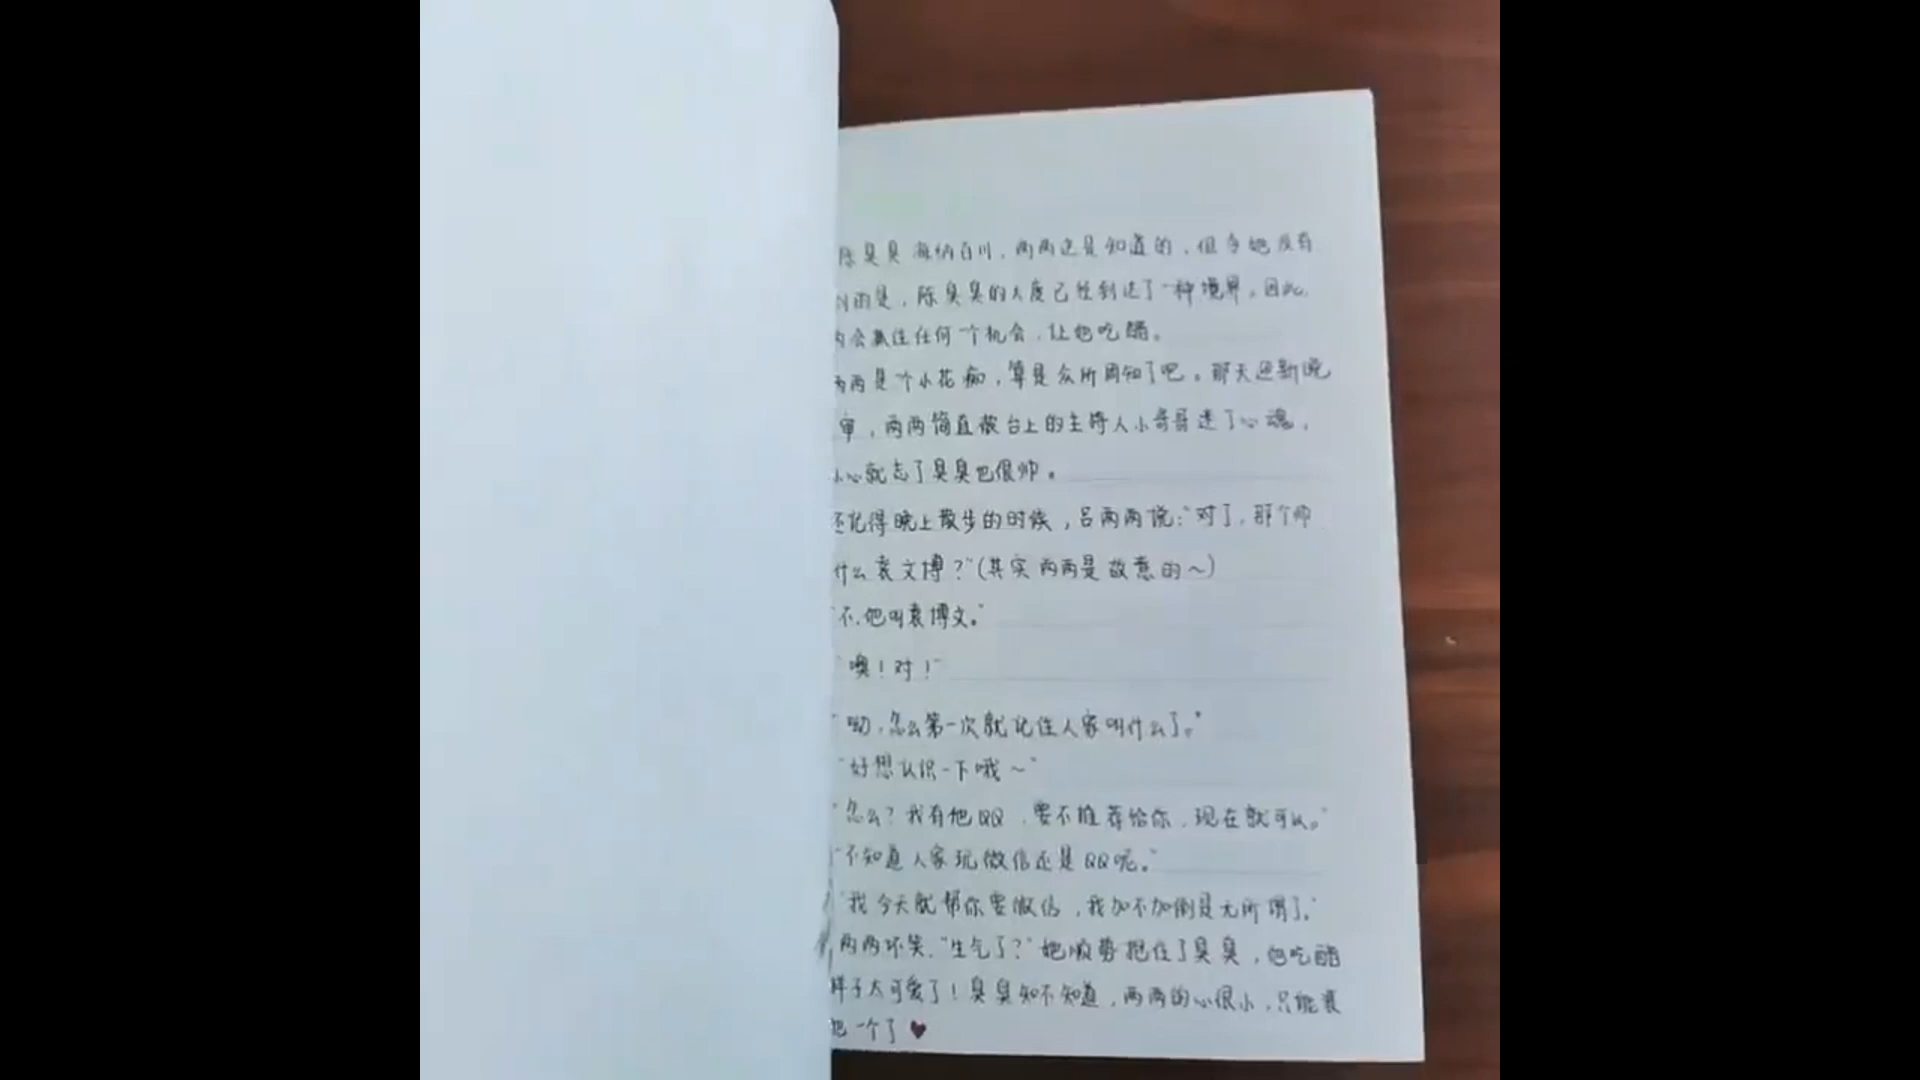 陈臭臭海纳百川，两两这是知道的，但令她没有
的是，陈臭臭的大度已经到达了一种境界。因此
会抓住任何一个机会，让他吃醋。
两两是个小花痴，算是众所周知了吧。那天迎新晚
审，两两简直被台上的主持人小哥哥迷了心魂，
小心就忘了臭臭也很帅。
还记得晚上散步的时候，吕两两说：“对了，那个帅
什么袁文博？”(其实两两是故意的～)
“不，他叫袁博文。”
“噢！对！”
“呦，怎么第一次就记住人家叫什么了。”
“好想认识一下哦～”
“怎么？我有他QQ，要不推荐给你，现在就可以。”
“不知道人家玩微信还是QQ呢。”
“我今天就帮你要微信，我加不加倒是无所谓了。”
两两坏笑，“生气了？”她顺势抱住了臭臭，他吃醋
样子太可爱了！臭臭知不知道，两两的心很小，只能装
一个了♥